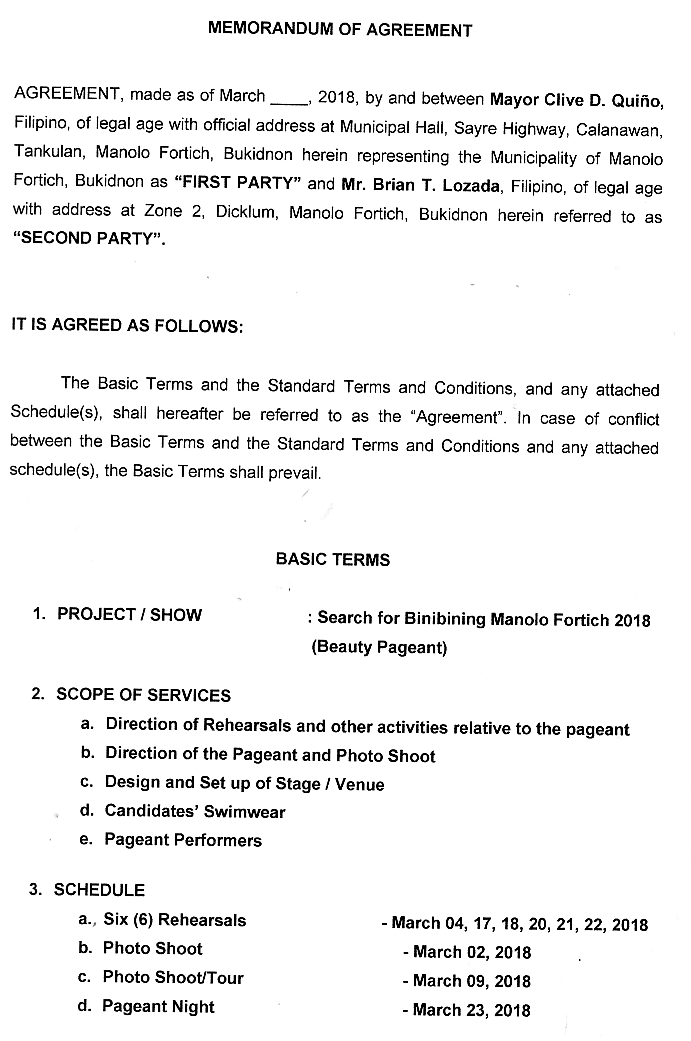 MEMORANDUM OF AGREEMENT
AGREEMENT, made as of March ____, 2018, by and between Mayor Clive D. Quiño,
Filipino, of legal age with official address at Municipal Hall, Sayre Highway, Calanawan,
Tankulan, Manolo Fortich, Bukidnon herein representing the Municipality of Manolo
Fortich, Bukidnon as “FIRST PARTY” and Mr. Brian T. Lozada, Filipino, of legal age
with address at Zone 2, Dicklum, Manolo Fortich, Bukidnon herein referred to as
“SECOND PARTY”.
IT IS AGREED AS FOLLOWS:
The Basic Terms and the Standard Terms and Conditions, and any attached
Schedule(s), shall hereafter be referred to as the “Agreement”. In case of conflict
between the Basic Terms and the Standard Terms and Conditions and any attached
schedule(s), the Basic Terms shall prevail.
BASIC TERMS
1. PROJECT / SHOW : Search for Binibining Manolo Fortich 2018
(Beauty Pageant)
2. SCOPE OF SERVICES
a. Direction of Rehearsals and other activities relative to the pageant
b. Direction of the Pageant and Photo Shoot
c. Design and Set up of Stage / Venue
d. Candidates’ Swimwear
e. Pageant Performers
3. SCHEDULE
a. Six (6) Rehearsals - March 04, 17, 18, 20, 21, 22, 2018
b. Photo Shoot - March 02, 2018
c. Photo Shoot/Tour - March 09, 2018
d. Pageant Night - March 23, 2018